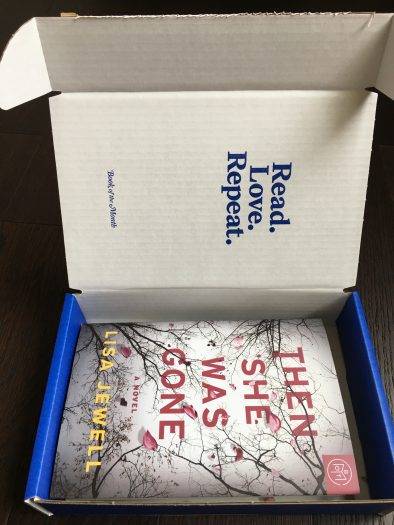 Read.
Love.
Repeat.
Book of the Month
THEN
SHE
WAS
GONE
A NOVEL
LISA JEWELL